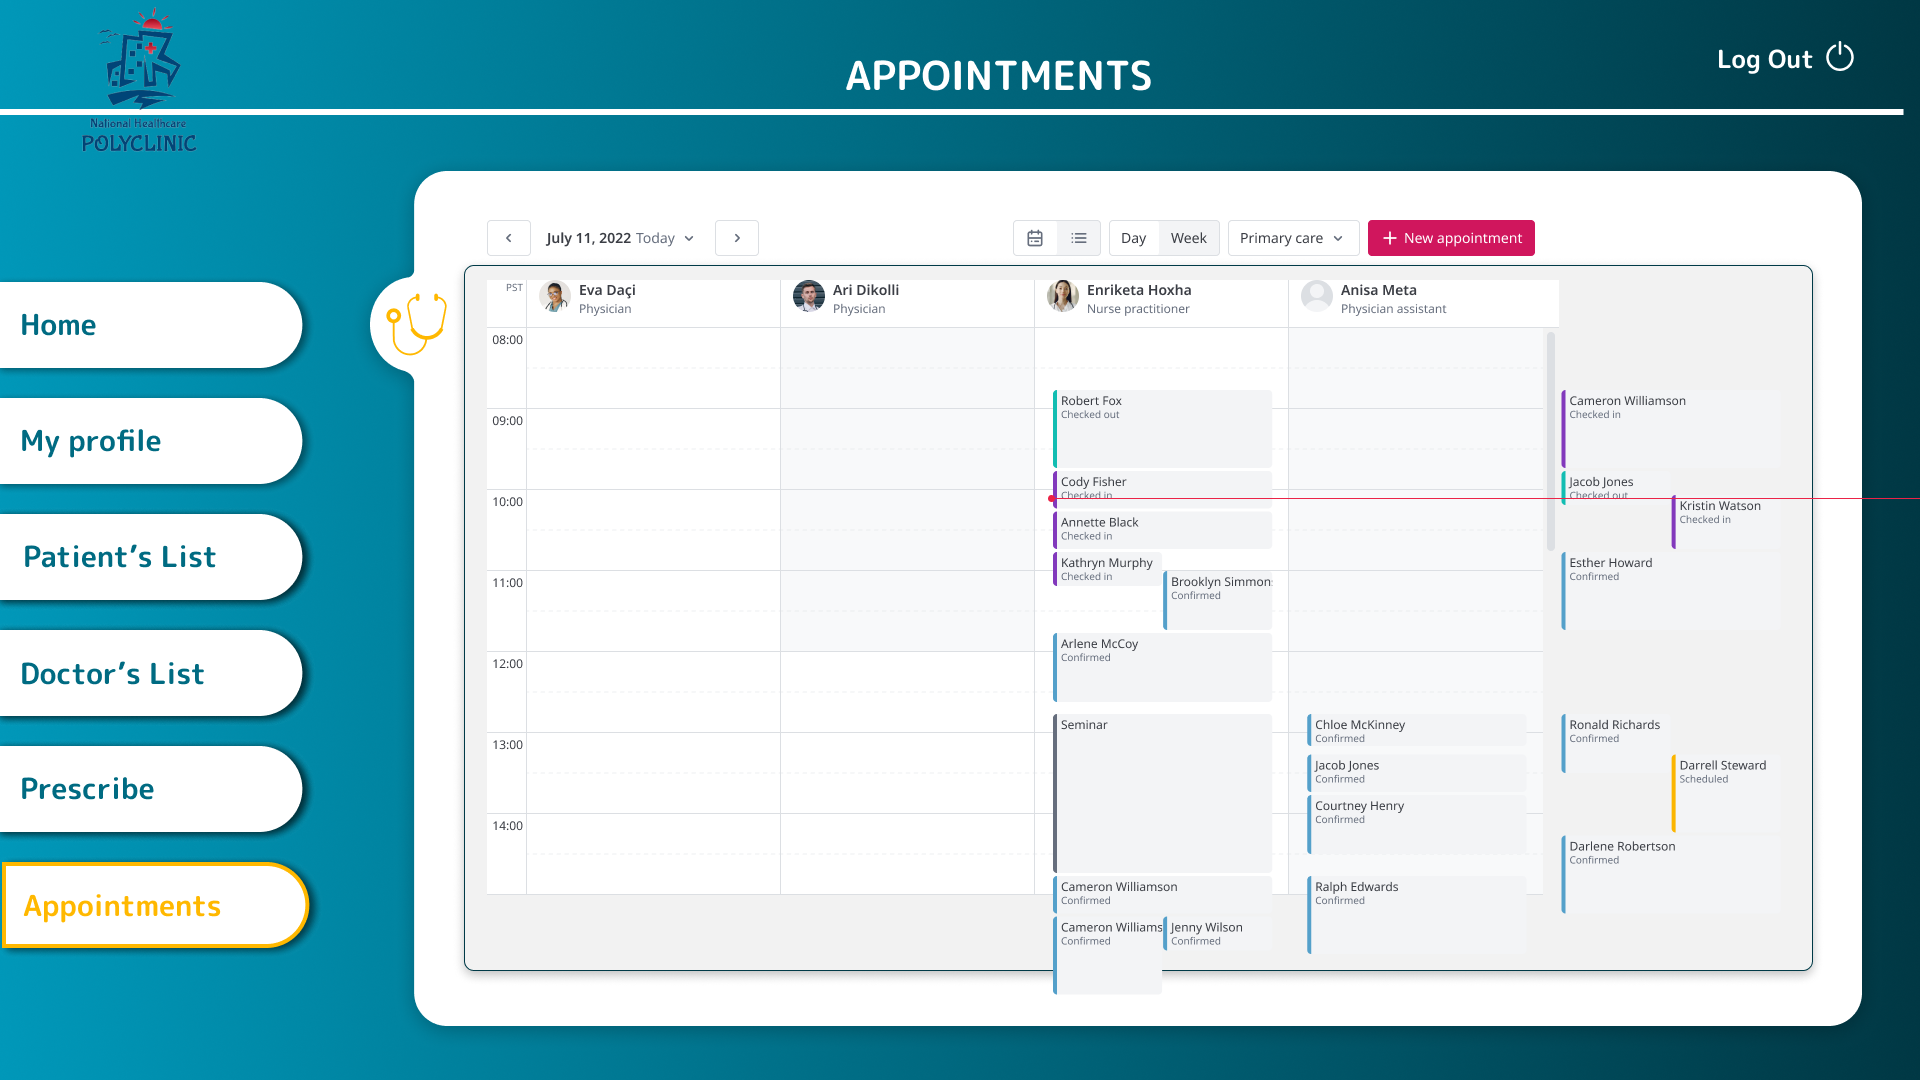 National Healthcare
POLYCLINIC
APPOINTMENTS
Log Out
Home
My profile
Patient’s List
Doctor’s List
Prescribe
Appointments
July 11, 2022 Today
Day
Week
Primary care
New appointment
PST
Eva Daçi
Physician
Ari Dikolli
Physician
Enriketa Hoxha
Nurse practitioner
Anisa Meta
Physician assistant
08:00
09:00
10:00
11:00
12:00
13:00
14:00
Robert Fox
Checked out
Cody Fisher
Checked in
Annette Black
Checked in
Kathryn Murphy
Checked in
Brooklyn Simmons
Confirmed
Arlene McCoy
Confirmed
Seminar
Cameron Williamson
Confirmed
Cameron Williams
Confirmed
Jenny Wilson
Confirmed
Chloe McKinney
Confirmed
Jacob Jones
Confirmed
Courtney Henry
Confirmed
Ralph Edwards
Confirmed
Cameron Williamson
Checked in
Jacob Jones
Checked out
Kristin Watson
Checked in
Esther Howard
Confirmed
Ronald Richards
Confirmed
Darrell Steward
Scheduled
Darlene Robertson
Confirmed